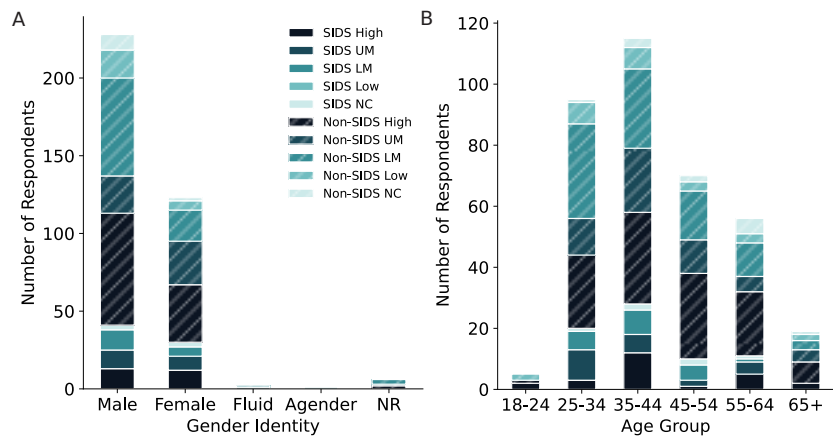 A
Number of Respondents
200
150
100
50
0
Male Female Fluid Agender NR
Gender Identity
SIDS High
SIDS UM
SIDS LM
SIDS Low
SIDS NC
Non-SIDS High
Non-SIDS UM
Non-SIDS LM
Non-SIDS Low
Non-SIDS NC
B
Number of Respondents
120
100
80
60
40
20
0
18-24 25-34 35-44 45-54 55-64 65+
Age Group